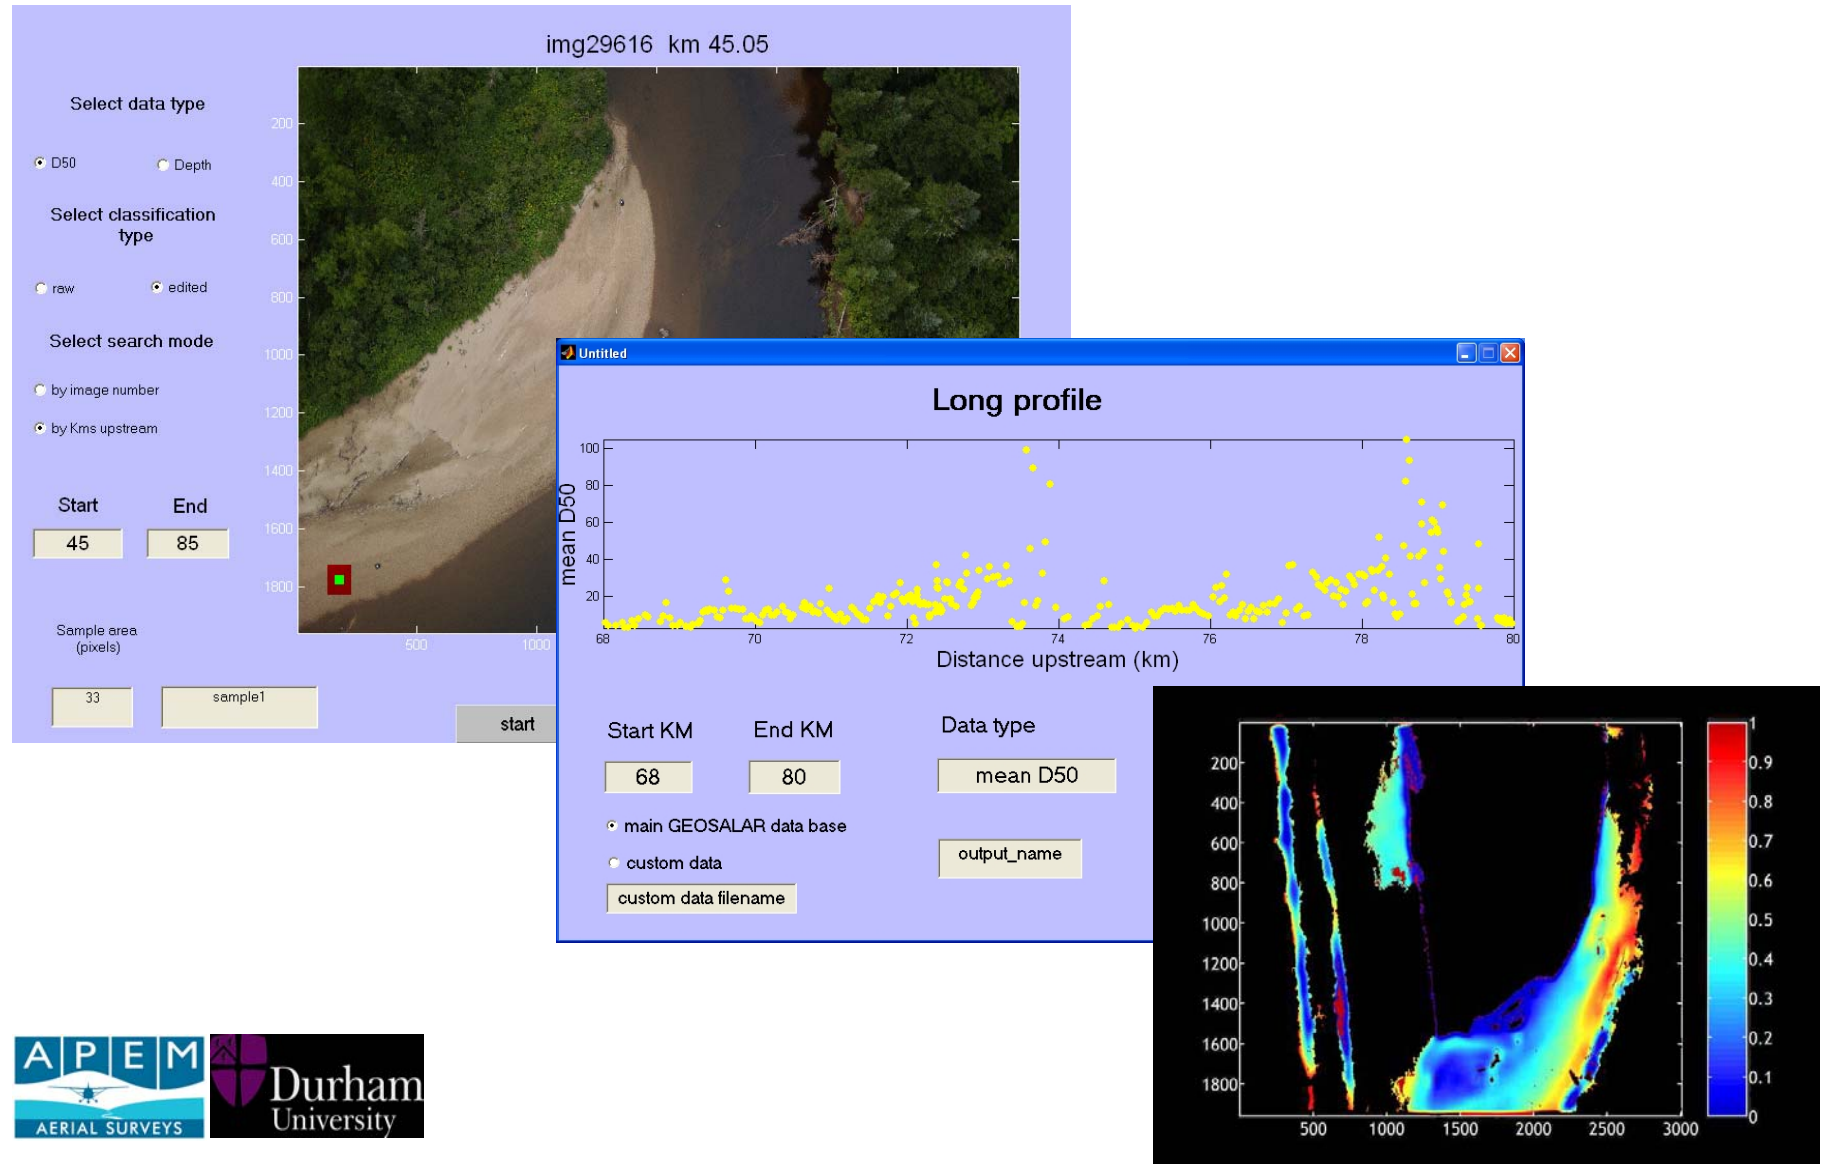 img29616 km 45.05
Select data type
D50
Depth
Select classification
type
raw
edited
Select search mode
by image number
by Kms upstream
Start
End
45
85
Sample area
(pixels)
33
sample1
start
200
400
600
800
1000
1200
1400
1600
1800
500
1000
Untitled
Long profile
mean D50
100
80
60
40
20
68
70
72
74
76
78
80
Distance upstream (km)
Start KM
End KM
Data type
68
80
mean D50
main GEOSALAR data base
custom data
custom data filename
output_name
200
400
600
800
1000
1200
1400
1600
1800
500
1000
1500
2000
2500
3000
1
0.9
0.8
0.7
0.6
0.5
0.4
0.3
0.2
0.1
0
APEM
AERIAL SURVEYS
Durham
University